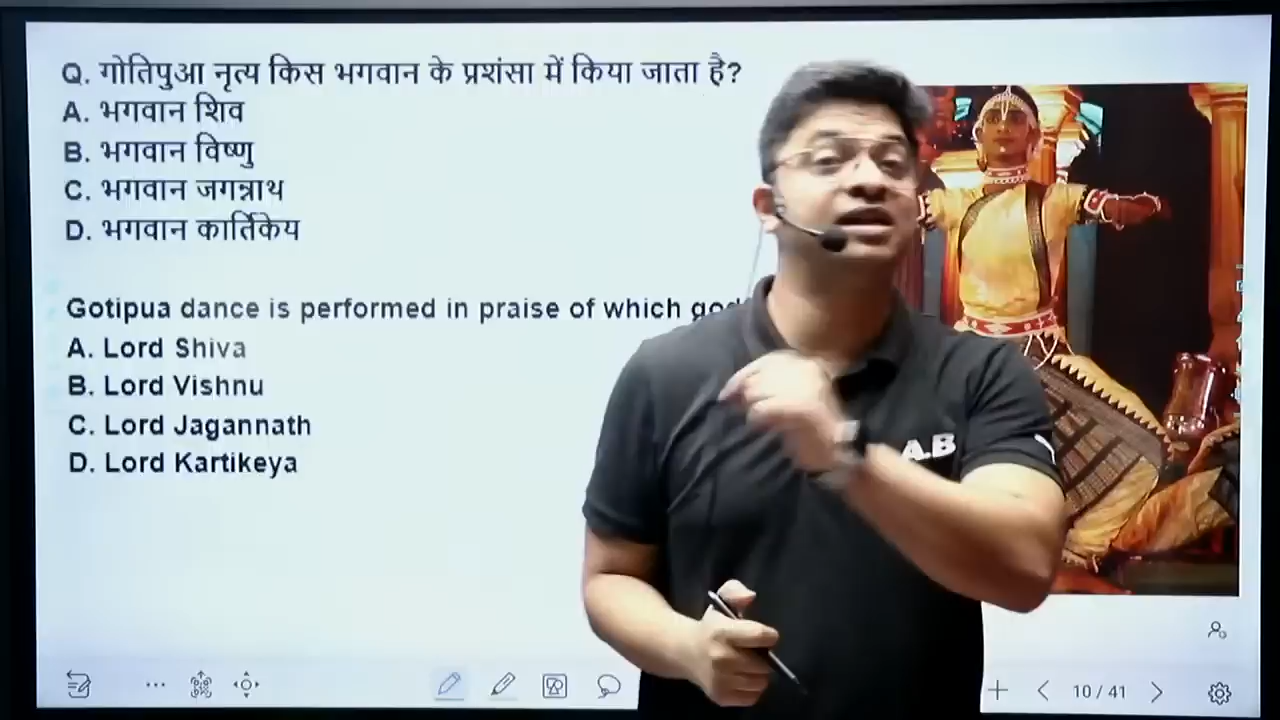 Q. गोतिपुआ नृत्य किस भगवान के प्रशंसा में किया जाता है?
A. भगवान शिव
B. भगवान विष्णु
C. भगवान जगन्नाथ
D. भगवान कार्तिकेय
Gotipua dance is performed in praise of which god
A. Lord Shiva
B. Lord Vishnu
C. Lord Jagannath
D. Lord Kartikeya
A.B
10 / 41